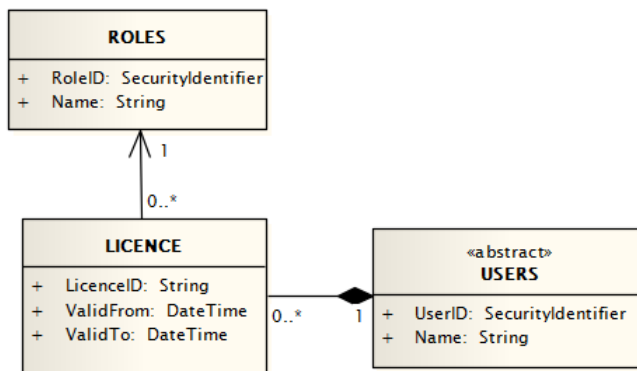 ROLES
+ RoleID: SecurityIdentifier
+ Name: String
1
0..*
LICENCE
+ LicenceID: String
+ ValidFrom: DateTime
+ ValidTo: DateTime
0..*
1
«abstract»
USERS
+ UserID: SecurityIdentifier
+ Name: String